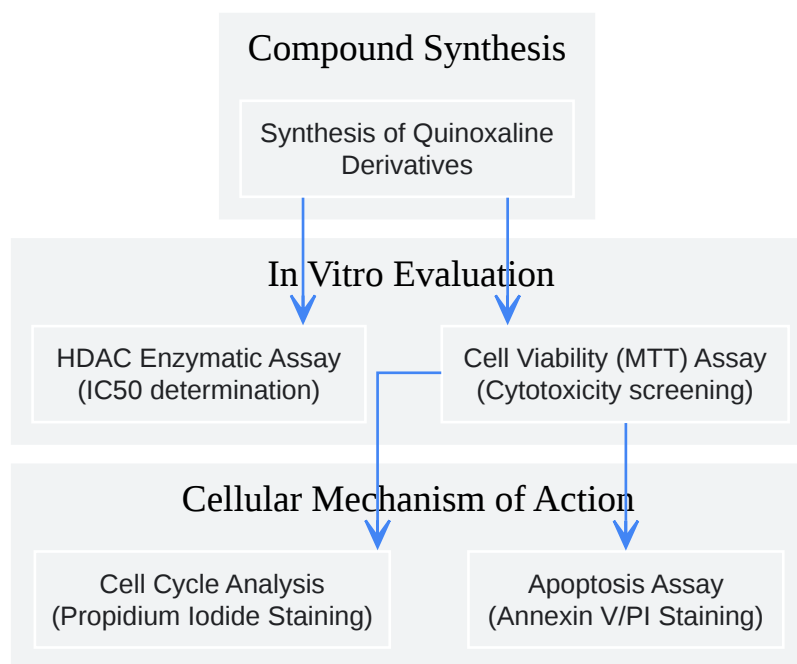 Compound Synthesis
Synthesis of Quinoxaline
Derivatives
In Vitro Evaluation
HDAC Enzymatic Assay
(IC50 determination)
Cell Viability (MTT) Assay
(Cytotoxicity screening)
Cellular Mechanism of Action
Cell Cycle Analysis
(Propidium Iodide Staining)
Apoptosis Assay
(Annexin V/PI Staining)